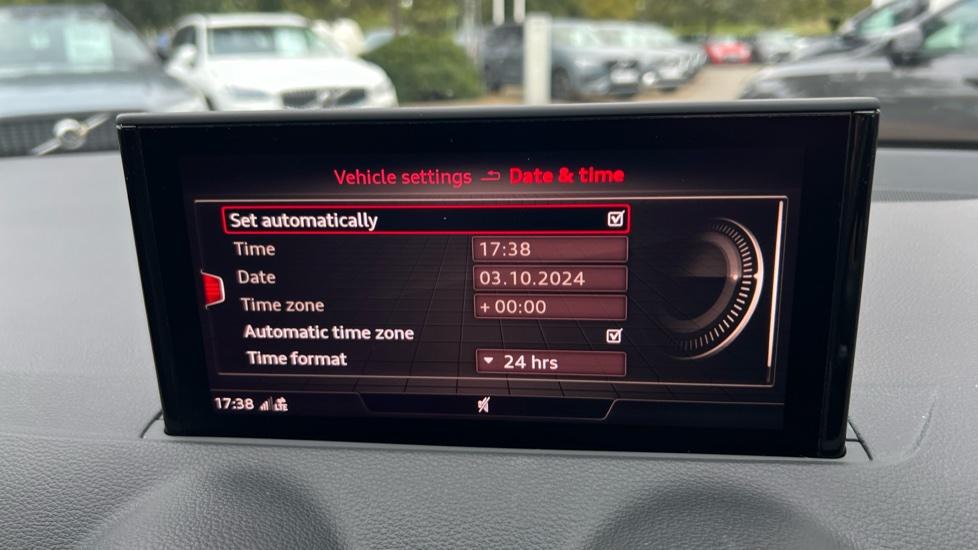 Vehicle settings Date & time
Set automatically
Time 17:38
Date 03.10.2024
Time zone + 00:00
Automatic time zone
Time format 24 hrs
17:38 LTE